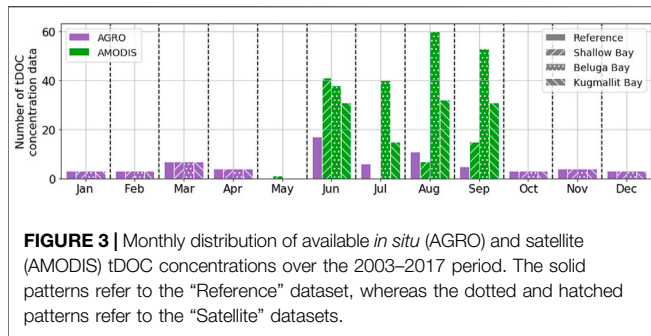 AGRO
AMODIS
Reference
Shallow Bay
Beluga Bay
Kugmallit Bay
Number of tDOC
concentration data
60
40
20
0
Jan Feb Mar Apr May Jun Jul Aug Sep Oct Nov Dec
FIGURE 3 | Monthly distribution of available in situ (AGRO) and satellite
(AMODIS) tDOC concentrations over the 2003–2017 period. The solid
patterns refer to the “Reference” dataset, whereas the dotted and hatched
patterns refer to the “Satellite” datasets.